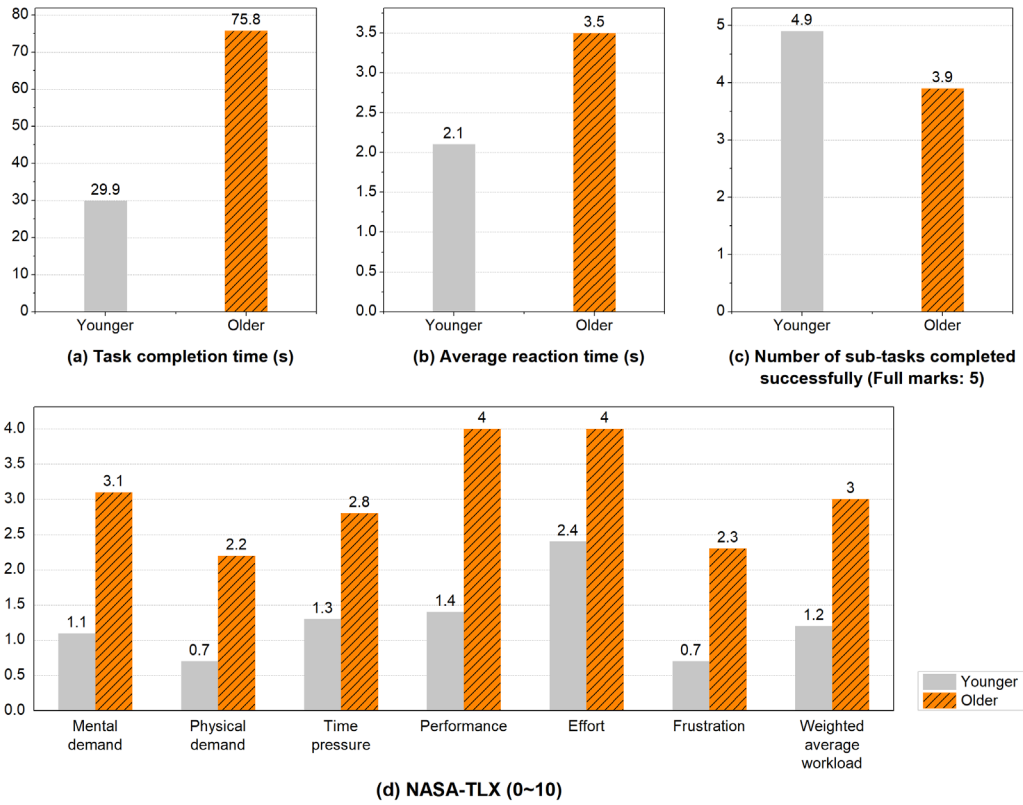 80
70
60
50
40
30
20
10
0
29.9
75.8
Younger
Older
(a) Task completion time (s)
3.5
3.0
2.5
2.0
1.5
1.0
0.5
0.0
2.1
3.5
Younger
Older
(b) Average reaction time (s)
5
4
3
2
1
0
4.9
3.9
Younger
Older
(c) Number of sub-tasks completed
successfully (Full marks: 5)
4.0
3.5
3.0
2.5
2.0
1.5
1.0
0.5
0.0
1.1
3.1
0.7
2.2
1.3
2.8
1.4
4
2.4
4
0.7
2.3
1.2
3
Mental
demand
Physical
demand
Time
pressure
Performance
Effort
Frustration
Weighted
average
workload
Younger
Older
(d) NASA-TLX (0~10)